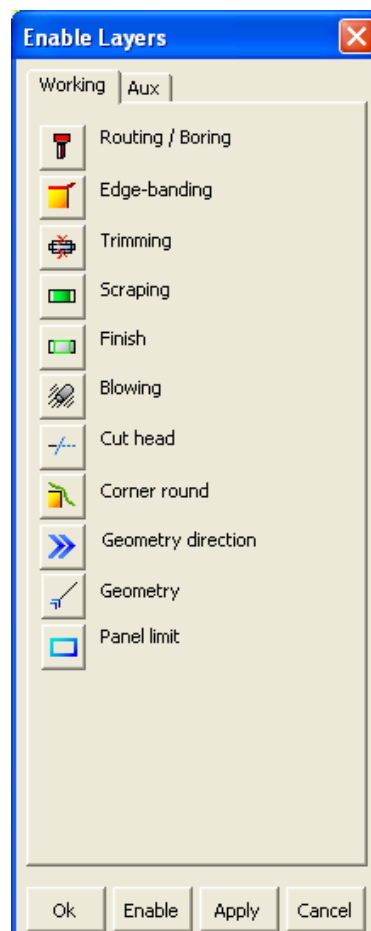 Enable Layers
Working Aux
Routing / Boring
Edge-banding
Trimming
Scraping
Finish
Blowing
Cut head
Corner round
Geometry direction
Geometry
Panel limit
Ok Enable Apply Cancel